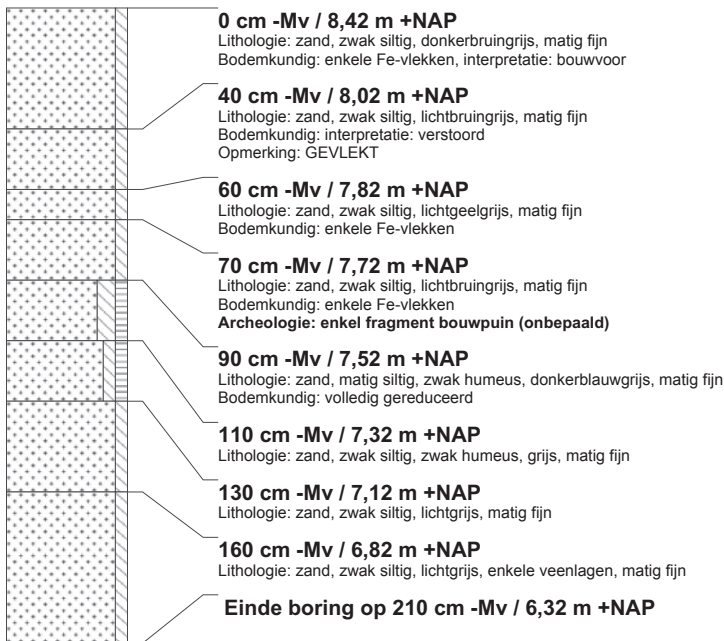 0 cm -Mv / 8,42 m +NAP
Lithologie: zand, zwak siltig, donkerbruingrijs, matig fijn
Bodemkundig: enkele Fe-vlekken, interpretatie: bouwvoor
40 cm -Mv / 8,02 m +NAP
Lithologie: zand, zwak siltig, lichtbruingrijs, matig fijn
Bodemkundig: interpretatie: verstoord
Opmerking: GEVLEKT
60 cm -Mv / 7,82 m +NAP
Lithologie: zand, zwak siltig, lichtgeelgrijs, matig fijn
Bodemkundig: enkele Fe-vlekken
70 cm -Mv / 7,72 m +NAP
Lithologie: zand, zwak siltig, lichtbruingrijs, matig fijn
Bodemkundig: enkele Fe-vlekken
Archeologie: enkel fragment bouwpuin (onbepaald)
90 cm -Mv / 7,52 m +NAP
Lithologie: zand, matig siltig, zwak humeus, donkerblauwgrijs, matig fijn
Bodemkundig: volledig gereduceerd
110 cm -Mv / 7,32 m +NAP
Lithologie: zand, zwak siltig, zwak humeus, grijs, matig fijn
130 cm -Mv / 7,12 m +NAP
Lithologie: zand, zwak siltig, lichtgrijs, matig fijn
160 cm -Mv / 6,82 m +NAP
Lithologie: zand, zwak siltig, lichtgrijs, enkele veenlagen, matig fijn
Einde boring op 210 cm -Mv / 6,32 m +NAP